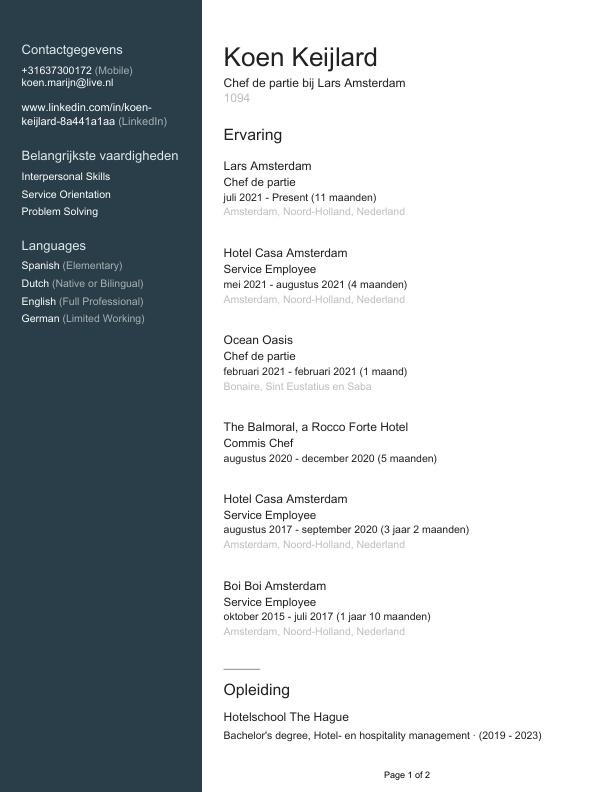 Contactgegevens
+31637300172 (Mobile)
koen.marijn@live.nl
www.linkedin.com/in/koen-
keijlard-8a441a1aa (LinkedIn)
Belangrijkste vaardigheden
Interpersonal Skills
Service Orientation
Problem Solving
Languages
Spanish (Elementary)
Dutch (Native or Bilingual)
English (Full Professional)
German (Limited Working)
Koen Keijlard
Chef de partie bij Lars Amsterdam
1094
Ervaring
Lars Amsterdam
Chef de partie
juli 2021 - Present (11 maanden)
Amsterdam, Noord-Holland, Nederland
Hotel Casa Amsterdam
Service Employee
mei 2021 - augustus 2021 (4 maanden)
Amsterdam, Noord-Holland, Nederland
Ocean Oasis
Chef de partie
februari 2021 - februari 2021 (1 maand)
Bonaire, Sint Eustatius en Saba
The Balmoral, a Rocco Forte Hotel
Commis Chef
augustus 2020 - december 2020 (5 maanden)
Hotel Casa Amsterdam
Service Employee
augustus 2017 - september 2020 (3 jaar 2 maanden)
Amsterdam, Noord-Holland, Nederland
Boi Boi Amsterdam
Service Employee
oktober 2015 - juli 2017 (1 jaar 10 maanden)
Amsterdam, Noord-Holland, Nederland
Opleiding
Hotelschool The Hague
Bachelor's degree, Hotel- en hospitality management · (2019 - 2023)
Page 1 of 2